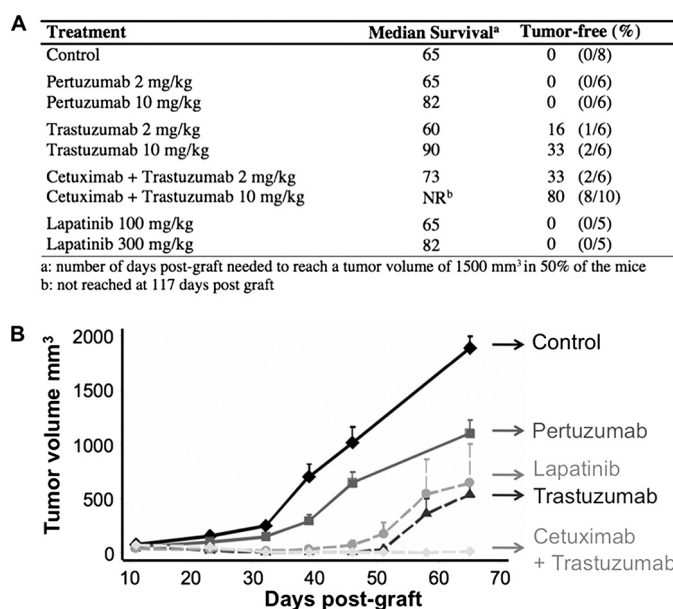 A
Treatment Median Survivalᵃ Tumor-free (%)
Control 65 0 (0/8)
Pertuzumab 2 mg/kg 65 0 (0/6)
Pertuzumab 10 mg/kg 82 0 (0/6)
Trastuzumab 2 mg/kg 60 16 (1/6)
Trastuzumab 10 mg/kg 90 33 (2/6)
Cetuximab + Trastuzumab 2 mg/kg 73 33 (2/6)
Cetuximab + Trastuzumab 10 mg/kg NRᵇ 80 (8/10)
Lapatinib 100 mg/kg 65 0 (0/5)
Lapatinib 300 mg/kg 82 0 (0/5)
a: number of days post-graft needed to reach a tumor volume of 1500 mm³ in 50% of the mice
b: not reached at 117 days post graft
B
Tumor volume mm³
2000
1500
1000
500
0
Control
Pertuzumab
Lapatinib
Trastuzumab
Cetuximab
+ Trastuzumab
10 20 30 40 50 60 70
Days post-graft